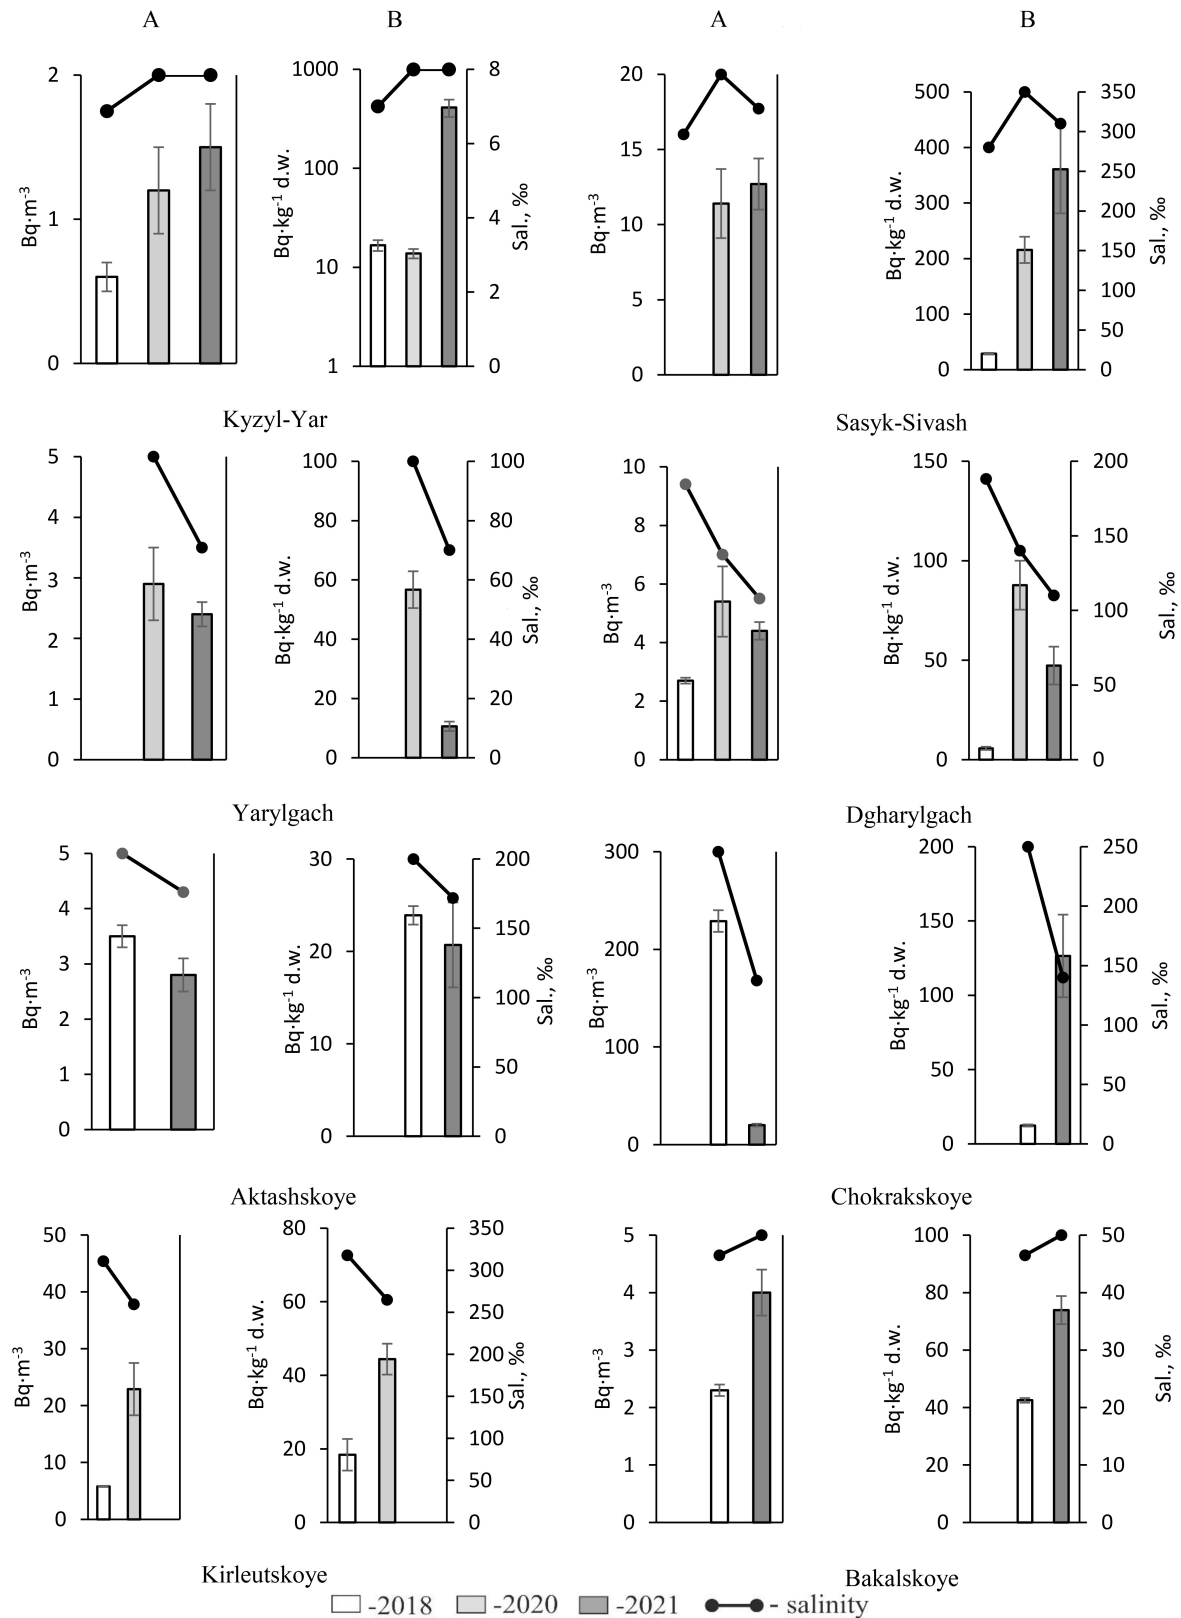 A B A B
2 1 0
Bq·m⁻³
1000 100 10 1
Bq·kg⁻¹ d.w.
8 6 4 2 0
Sal., ‰
20 15 10 5 0
Bq·m⁻³
500 400 300 200 100 0
Bq·kg⁻¹ d.w.
350 300 250 200 150 100 50 0
Sal., ‰
Kyzyl-Yar
Sasyk-Sivash
5 4 3 2 1 0
Bq·m⁻³
100 80 60 40 20 0
Bq·kg⁻¹ d.w.
100 80 60 40 20 0
Sal., ‰
10 8 6 4 2 0
Bq·m⁻³
150 100 50 0
Bq·kg⁻¹ d.w.
200 150 100 50 0
Sal., ‰
Yarylgach
Dgharylgach
5 4 3 2 1 0
Bq·m⁻³
30 20 10 0
Bq·kg⁻¹ d.w.
200 150 100 50 0
Sal., ‰
300 200 100 0
Bq·m⁻³
200 150 100 50 0
Bq·kg⁻¹ d.w.
250 200 150 100 50 0
Sal., ‰
Aktashskoye
Chokrakskoye
50 40 30 20 10 0
Bq·m⁻³
80 60 40 20 0
Bq·kg⁻¹ d.w.
350 300 250 200 150 100 50 0
Sal., ‰
5 4 3 2 1 0
Bq·m⁻³
100 80 60 40 20 0
Bq·kg⁻¹ d.w.
50 40 30 20 10 0
Sal., ‰
Kirleutskoye
Bakalskoye
-2018 -2020 -2021 - salinity